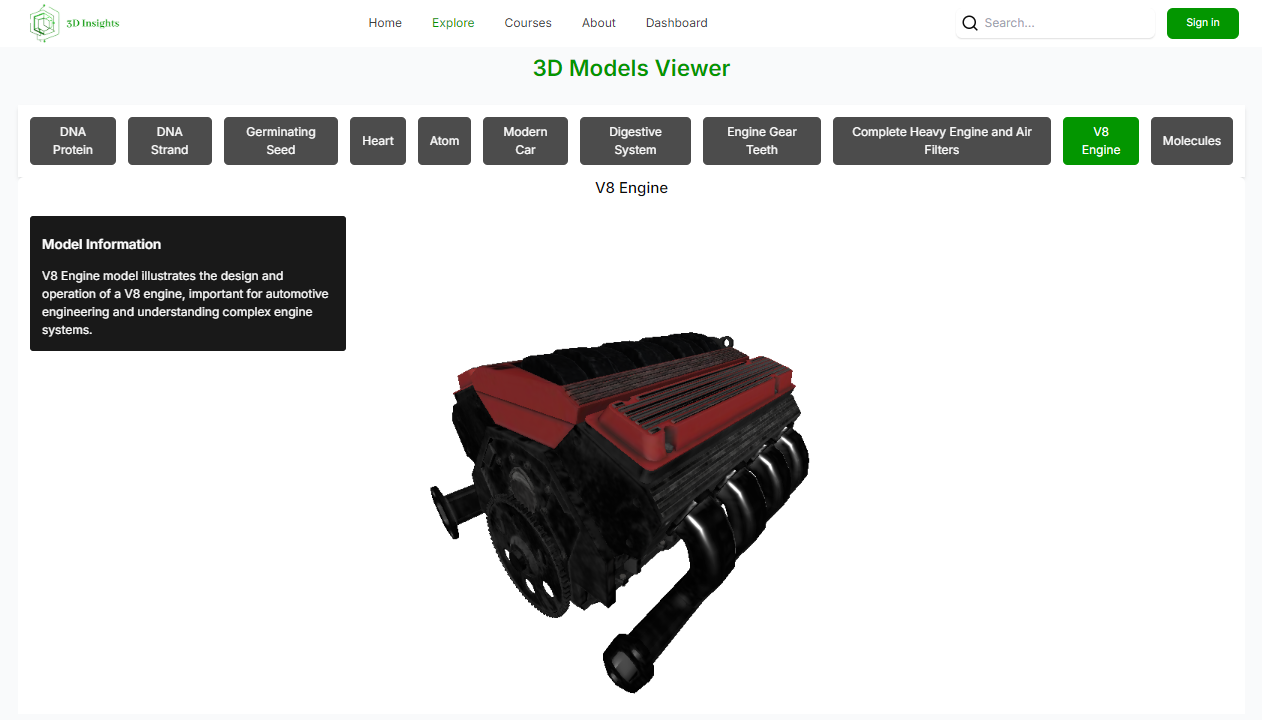 3D Insights
Home Explore Courses About Dashboard
Search...
Sign in
3D Models Viewer
DNA
Protein
DNA
Strand
Germinating
Seed
Heart
Atom
Modern
Car
Digestive
System
Engine Gear
Teeth
Complete Heavy Engine and Air
Filters
V8
Engine
Molecules
V8 Engine
Model Information
V8 Engine model illustrates the design and
operation of a V8 engine, important for automotive
engineering and understanding complex engine
systems.